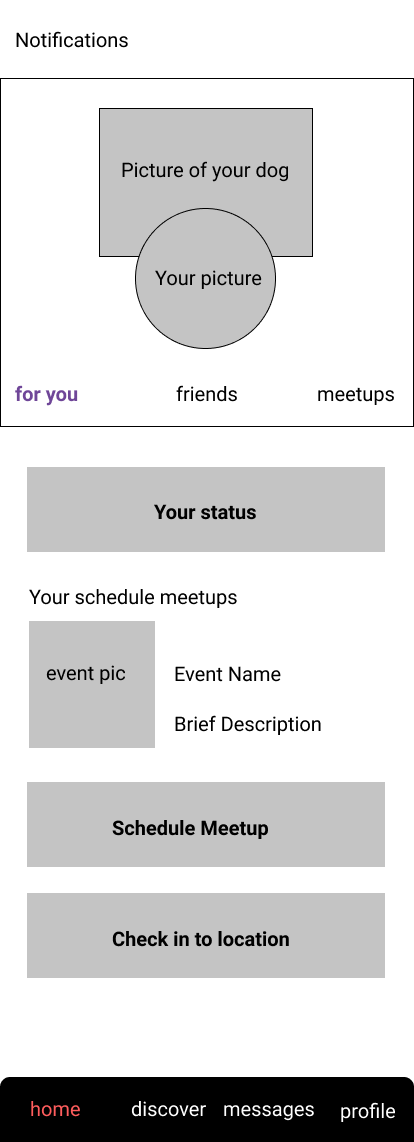 Notifications
Picture of your dog
Your picture
for you friends meetups
Your status
Your schedule meetups
event pic
Event Name
Brief Description
Schedule Meetup
Check in to location
home discover messages profile